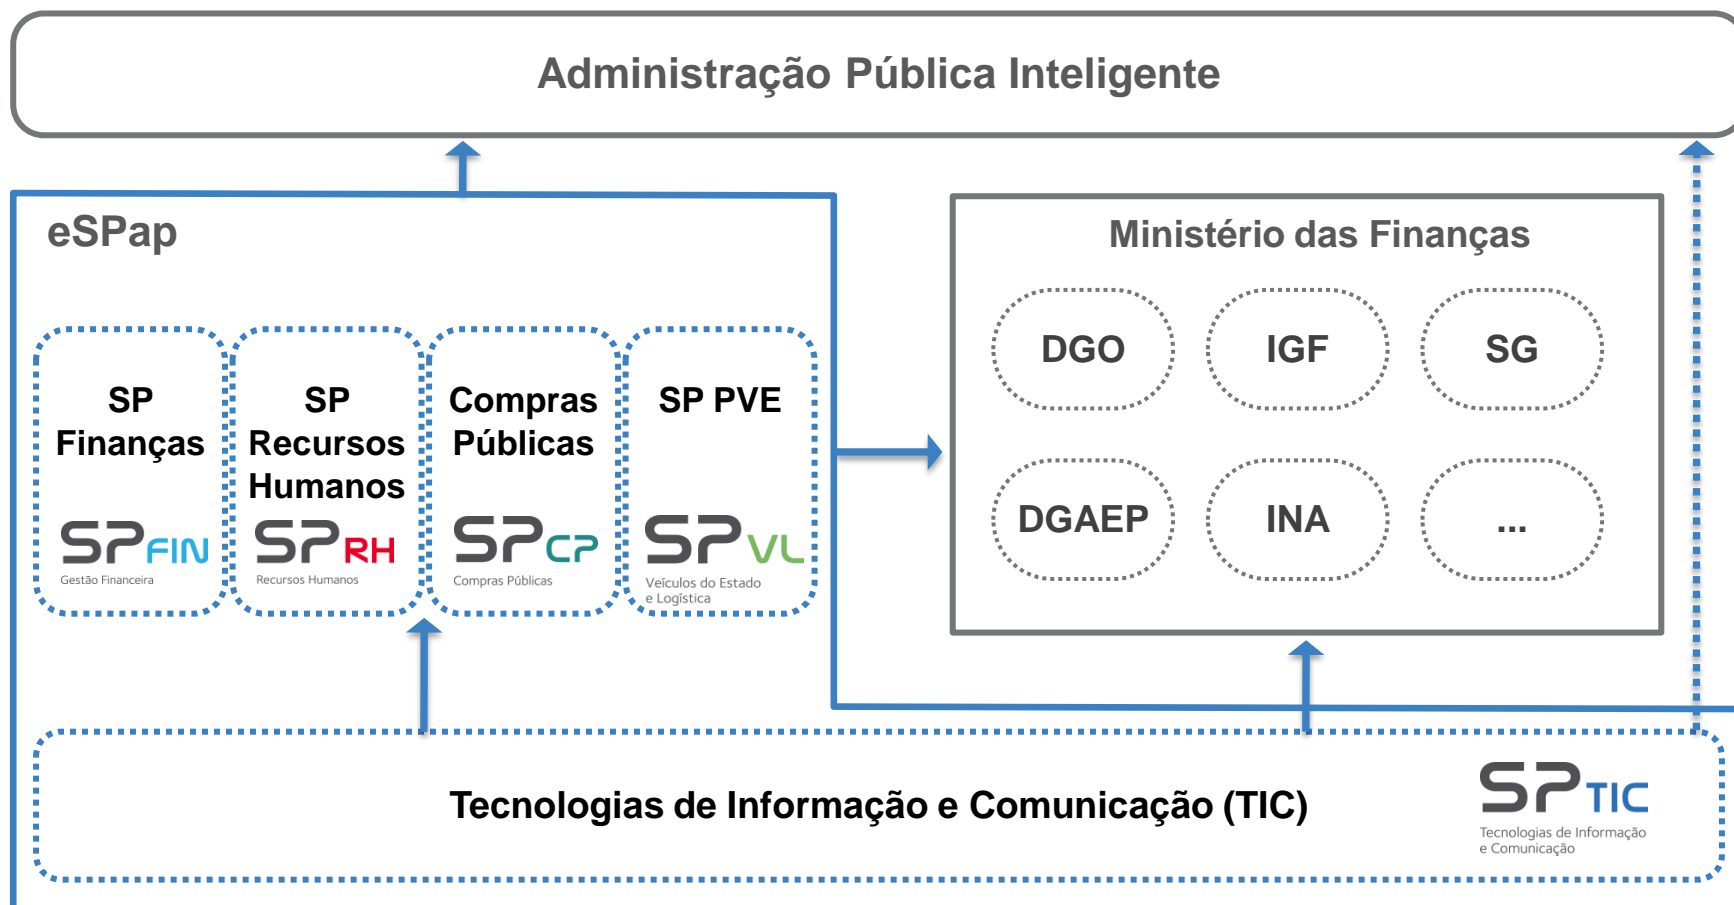 Administração Pública Inteligente
eSPap
SP
Finanças
SPFIN
Gestão Financeira
SP
Recursos
Humanos
SPRH
Recursos Humanos
Compras
Públicas
SPCP
Compras Públicas
SP PVE
SPVL
Veículos do Estado
e Logística
Ministério das Finanças
DGO
IGF
SG
DGAEP
INA
...
Tecnologias de Informação e Comunicação (TIC)
SPTIC
Tecnologias de Informação
e Comunicação